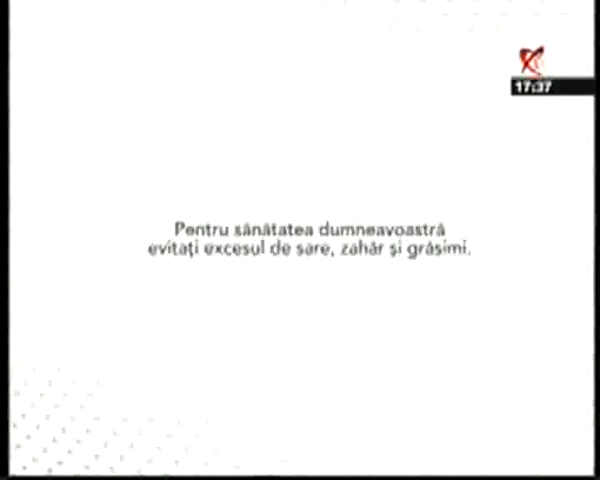 17:37
Pentru sănătatea dumneavoastră
evitați excesul de sare, zahăr și grăsimi.